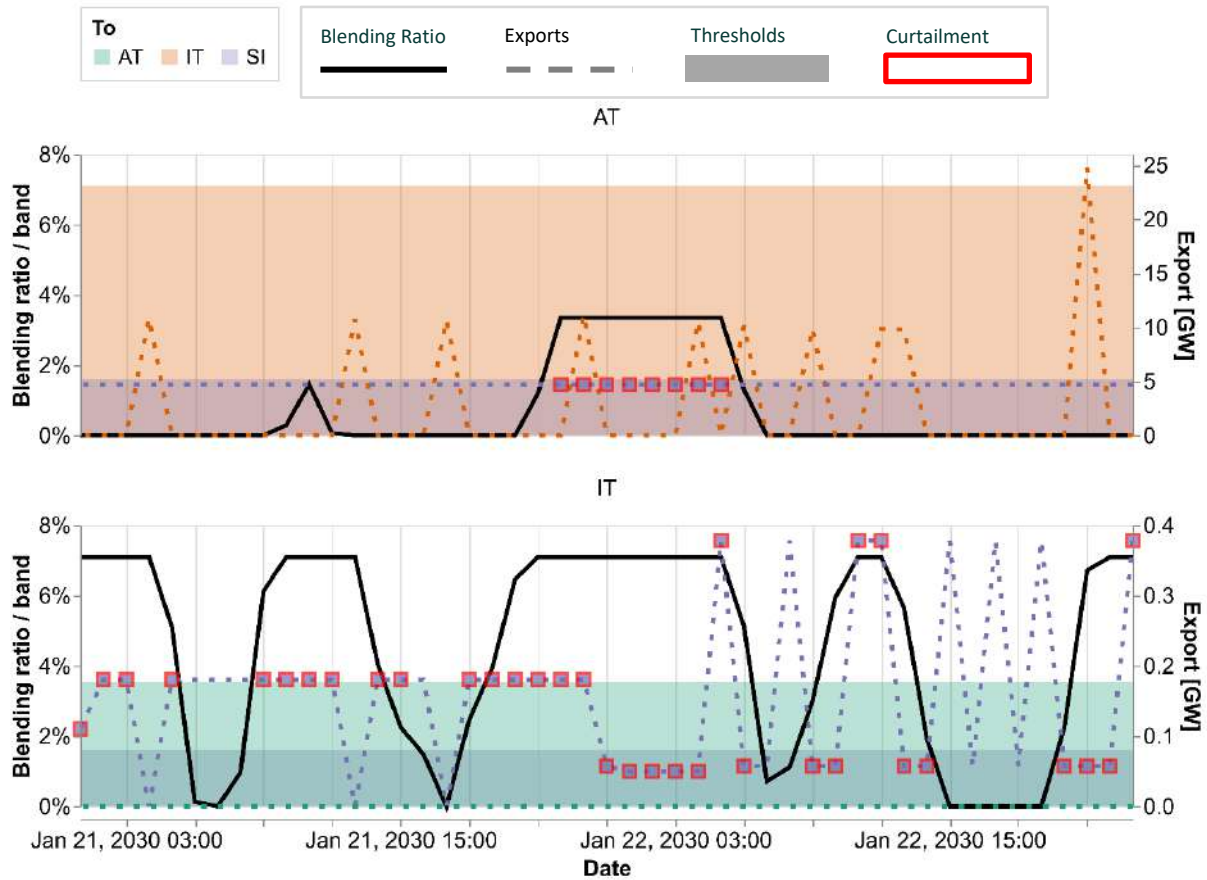 To
AT IT SI
Blending Ratio Exports Thresholds Curtailment
AT
8%
6%
4%
2%
0%
Blending ratio / band
25
20
15
10
5
0
Export [GW]
IT
8%
6%
4%
2%
0%
Blending ratio / band
0.4
0.3
0.2
0.1
0.0
Export [GW]
Jan 21, 2030 03:00 Jan 21, 2030 15:00 Jan 22, 2030 03:00 Jan 22, 2030 15:00
Date